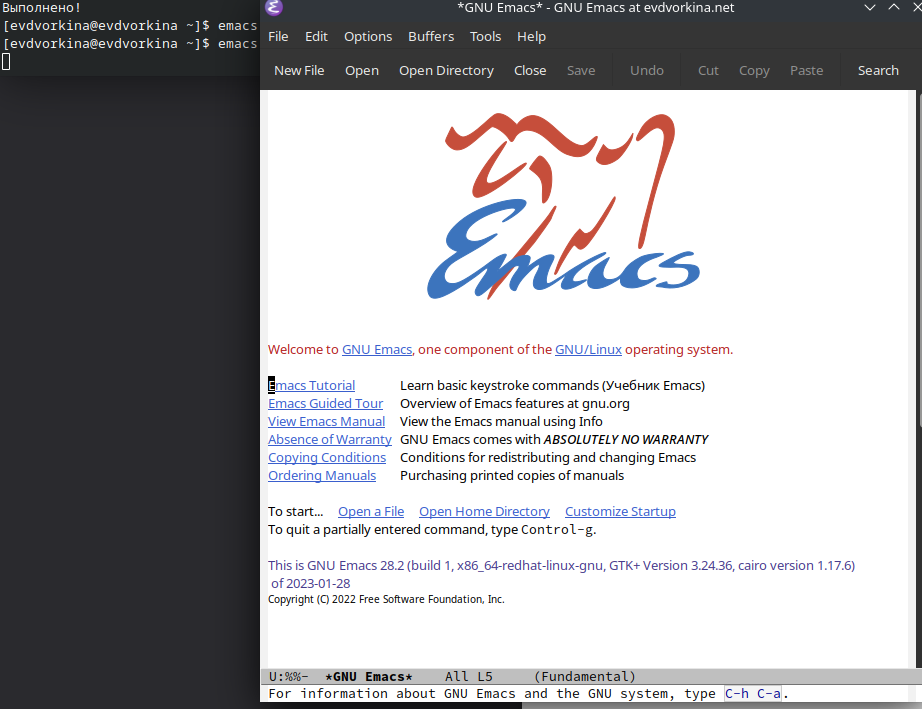 Выполнено!
[evdvorkina@evdvorkina ~]$ emacs
[evdvorkina@evdvorkina ~]$ emacs
*GNU Emacs* - GNU Emacs at evdvorkina.net
File Edit Options Buffers Tools Help
New File Open Open Directory Close Save Undo Cut Copy Paste Search
Emacs
Welcome to GNU Emacs, one component of the GNU/Linux operating system.
Emacs Tutorial Learn basic keystroke commands (Учебник Emacs)
Emacs Guided Tour Overview of Emacs features at gnu.org
View Emacs Manual View the Emacs manual using Info
Absence of Warranty GNU Emacs comes with ABSOLUTELY NO WARRANTY
Copying Conditions Conditions for redistributing and changing Emacs
Ordering Manuals Purchasing printed copies of manuals
To start... Open a File Open Home Directory Customize Startup
To quit a partially entered command, type Control-g.
This is GNU Emacs 28.2 (build 1, x86_64-redhat-linux-gnu, GTK+ Version 3.24.36, cairo version 1.17.6)
of 2023-01-28
Copyright (C) 2022 Free Software Foundation, Inc.
U:%%- *GNU Emacs* All L5 (Fundamental)
For information about GNU Emacs and the GNU system, type C-h C-a.